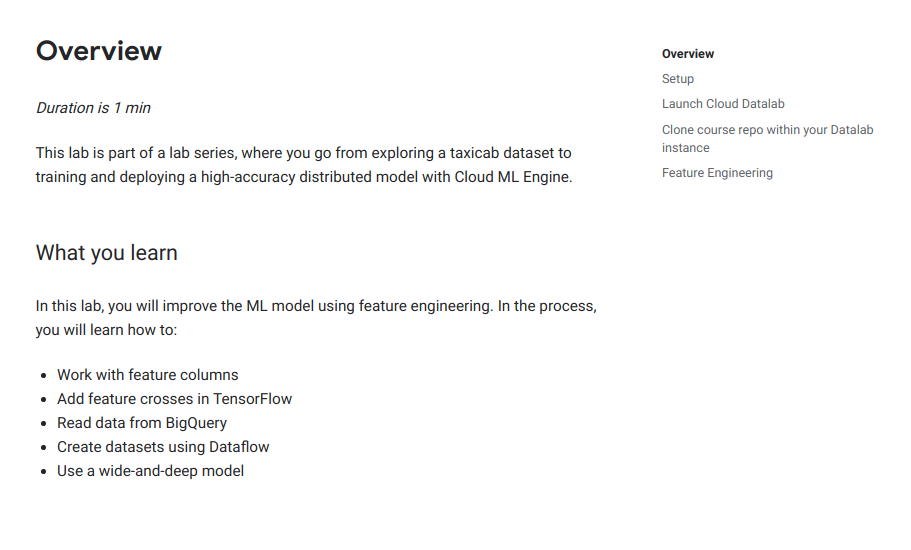 Overview
Duration is 1 min
This lab is part of a lab series, where you go from exploring a taxicab dataset to
training and deploying a high-accuracy distributed model with Cloud ML Engine.
What you learn
In this lab, you will improve the ML model using feature engineering. In the process,
you will learn how to:
• Work with feature columns
• Add feature crosses in TensorFlow
• Read data from BigQuery
• Create datasets using Dataflow
• Use a wide-and-deep model
Overview
Setup
Launch Cloud Datalab
Clone course repo within your Datalab
instance
Feature Engineering